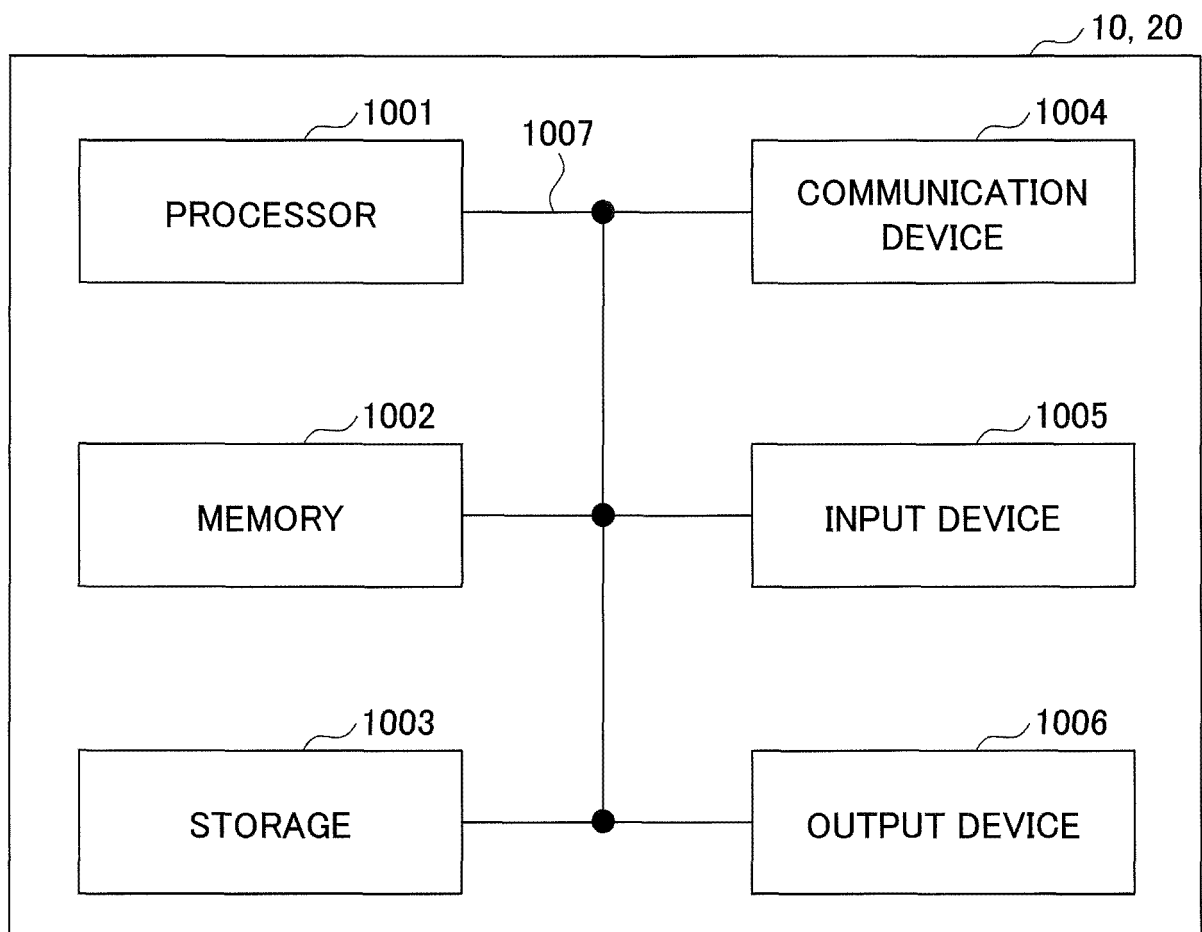 10, 20
1001
PROCESSOR
1007
1004
COMMUNICATION
DEVICE
1002
MEMORY
1005
INPUT DEVICE
1003
STORAGE
1006
OUTPUT DEVICE